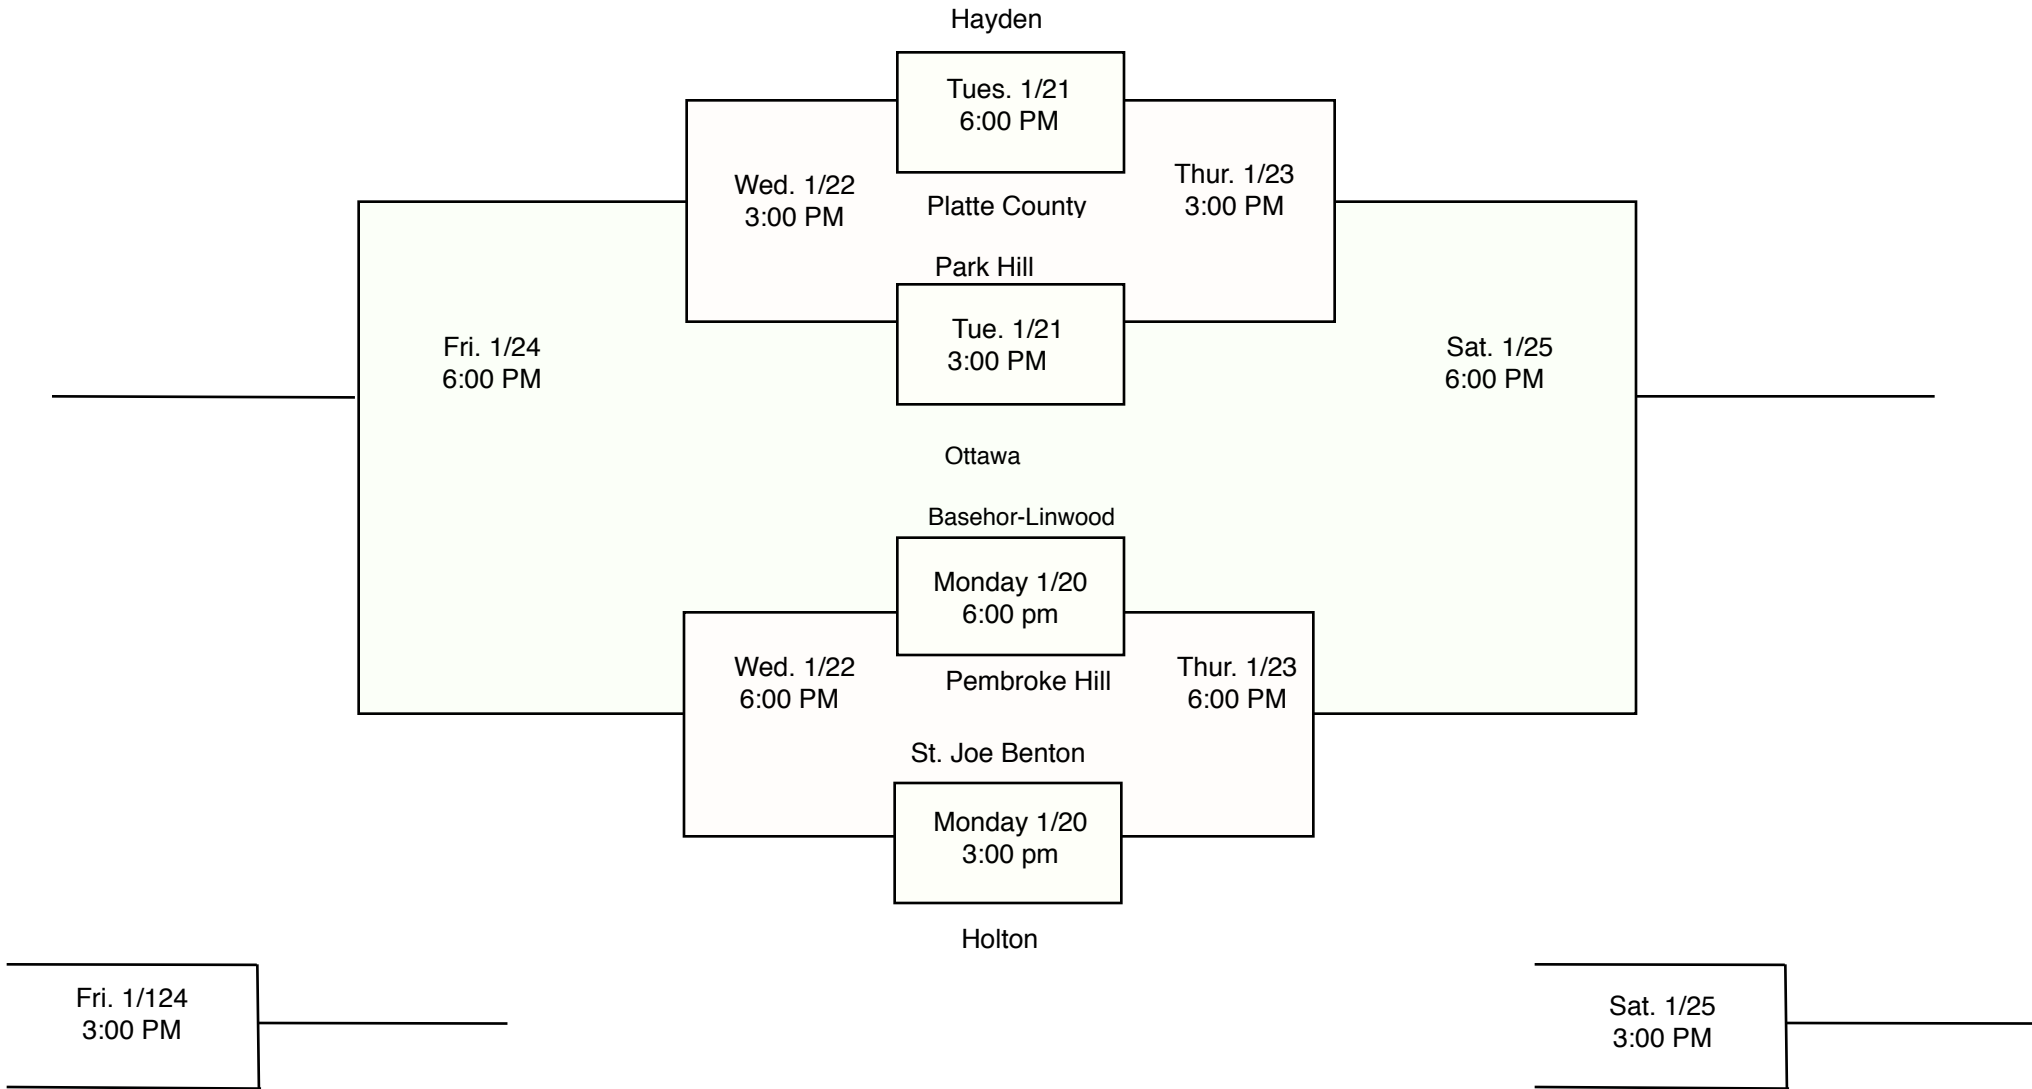 Hayden
Tues. 1/21
6:00 PM
Wed. 1/22
3:00 PM
Thur. 1/23
3:00 PM
Platte County
Park Hill
Tue. 1/21
3:00 PM
Fri. 1/24
6:00 PM
Sat. 1/25
6:00 PM
Ottawa
Basehor-Linwood
Monday 1/20
6:00 pm
Wed. 1/22
6:00 PM
Pembroke Hill
Thur. 1/23
6:00 PM
St. Joe Benton
Monday 1/20
3:00 pm
Holton
Fri. 1/124
3:00 PM
Sat. 1/25
3:00 PM